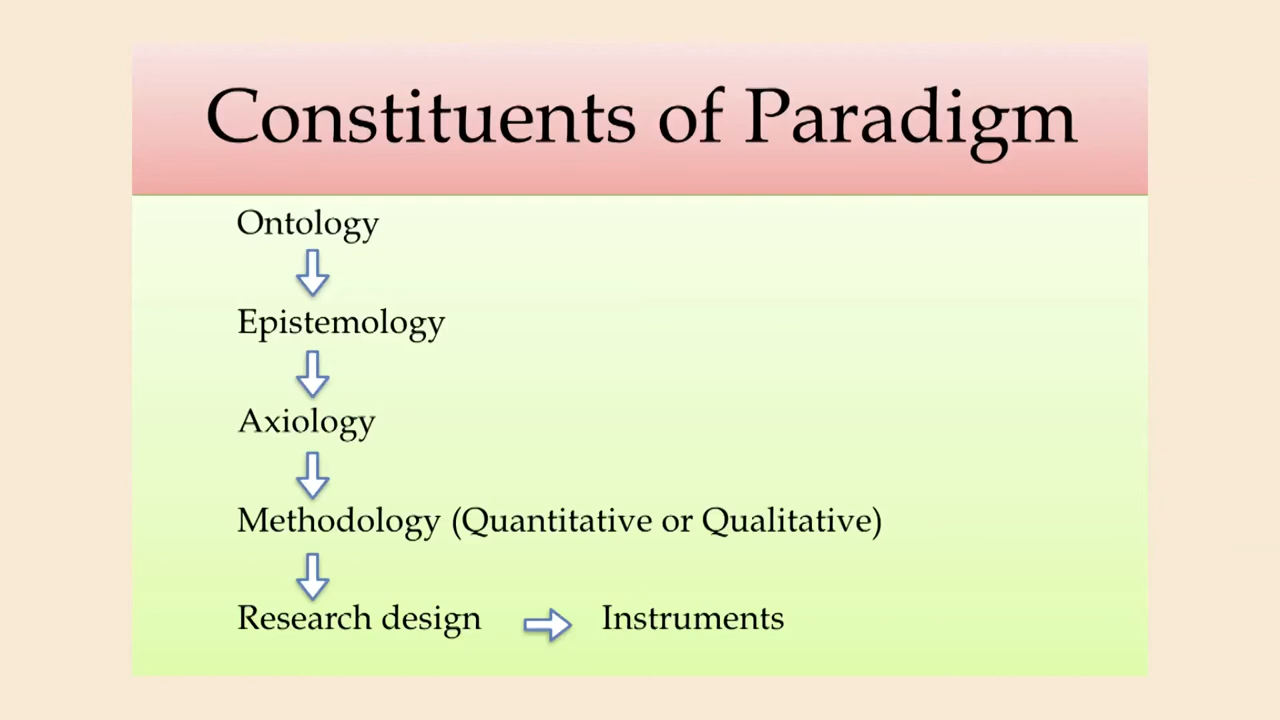 Constituents of Paradigm
Ontology
Epistemology
Axiology
Methodology (Quantitative or Qualitative)
Research design Instruments